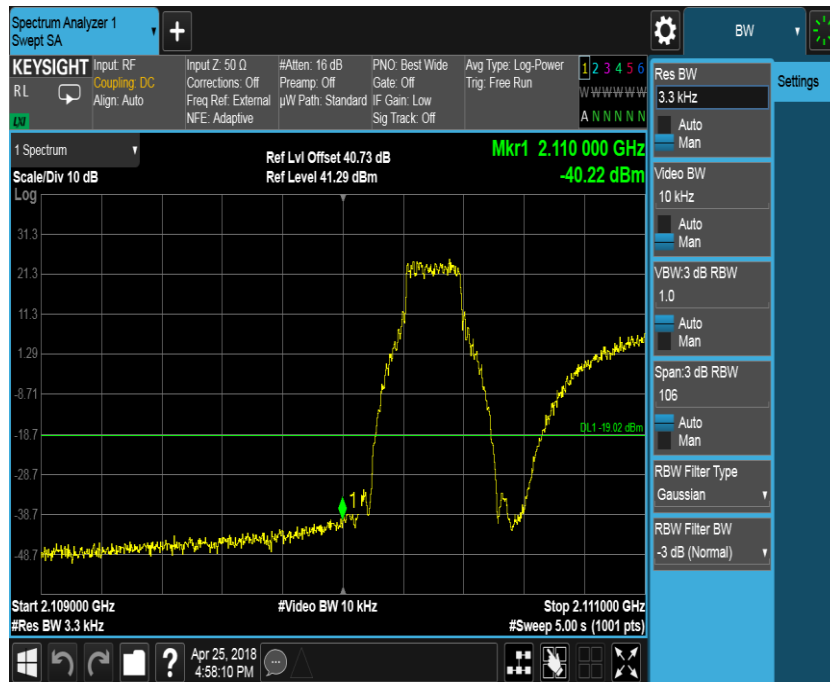 Spectrum Analyzer 1
Swept SA
+
BW
KEYSIGHT
RL
LXI
Input: RF
Coupling: DC
Align: Auto
Input Z: 50 Ω
Corrections: Off
Freq Ref: External
NFE: Adaptive
#Atten: 16 dB
Preamp: Off
µW Path: Standard
PNO: Best Wide
Gate: Off
IF Gain: Low
Sig Track: Off
Avg Type: Log-Power
Trig: Free Run
1 2 3 4 5 6
W W W W W W
A N N N N N
1 Spectrum
Scale/Div 10 dB
Ref Lvl Offset 40.73 dB
Ref Level 41.29 dBm
Mkr1 2.110 000 GHz
-40.22 dBm
Log
31.3
21.3
11.3
1.29
-8.71
-18.7
-28.7
-38.7
-48.7
DL1 -19.02 dBm
1
Start 2.109000 GHz
#Video BW 10 kHz
Stop 2.111000 GHz
#Res BW 3.3 kHz
#Sweep 5.00 s (1001 pts)
Apr 25, 2018
4:58:10 PM
?
Settings
Res BW
3.3 kHz
Auto
Man
Video BW
10 kHz
Auto
Man
VBW:3 dB RBW
1.0
Auto
Man
Span:3 dB RBW
106
Auto
Man
RBW Filter Type
Gaussian
RBW Filter BW
-3 dB (Normal)